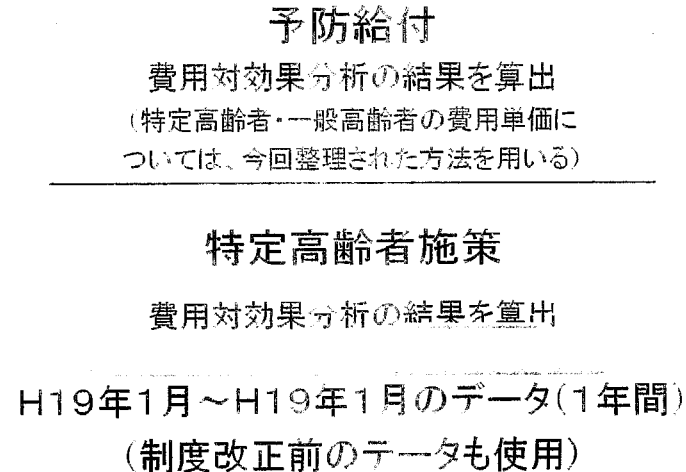 予防給付
費用対効果分析の結果を算出
(特定高齢者・一般高齢者の費用単価に
ついては、今回整理された方法を用いる)
特定高齢者施策
費用対効果分析の結果を算出
H19年1月~H19年1月のデータ(1年間)
(制度改正前のデータも使用)